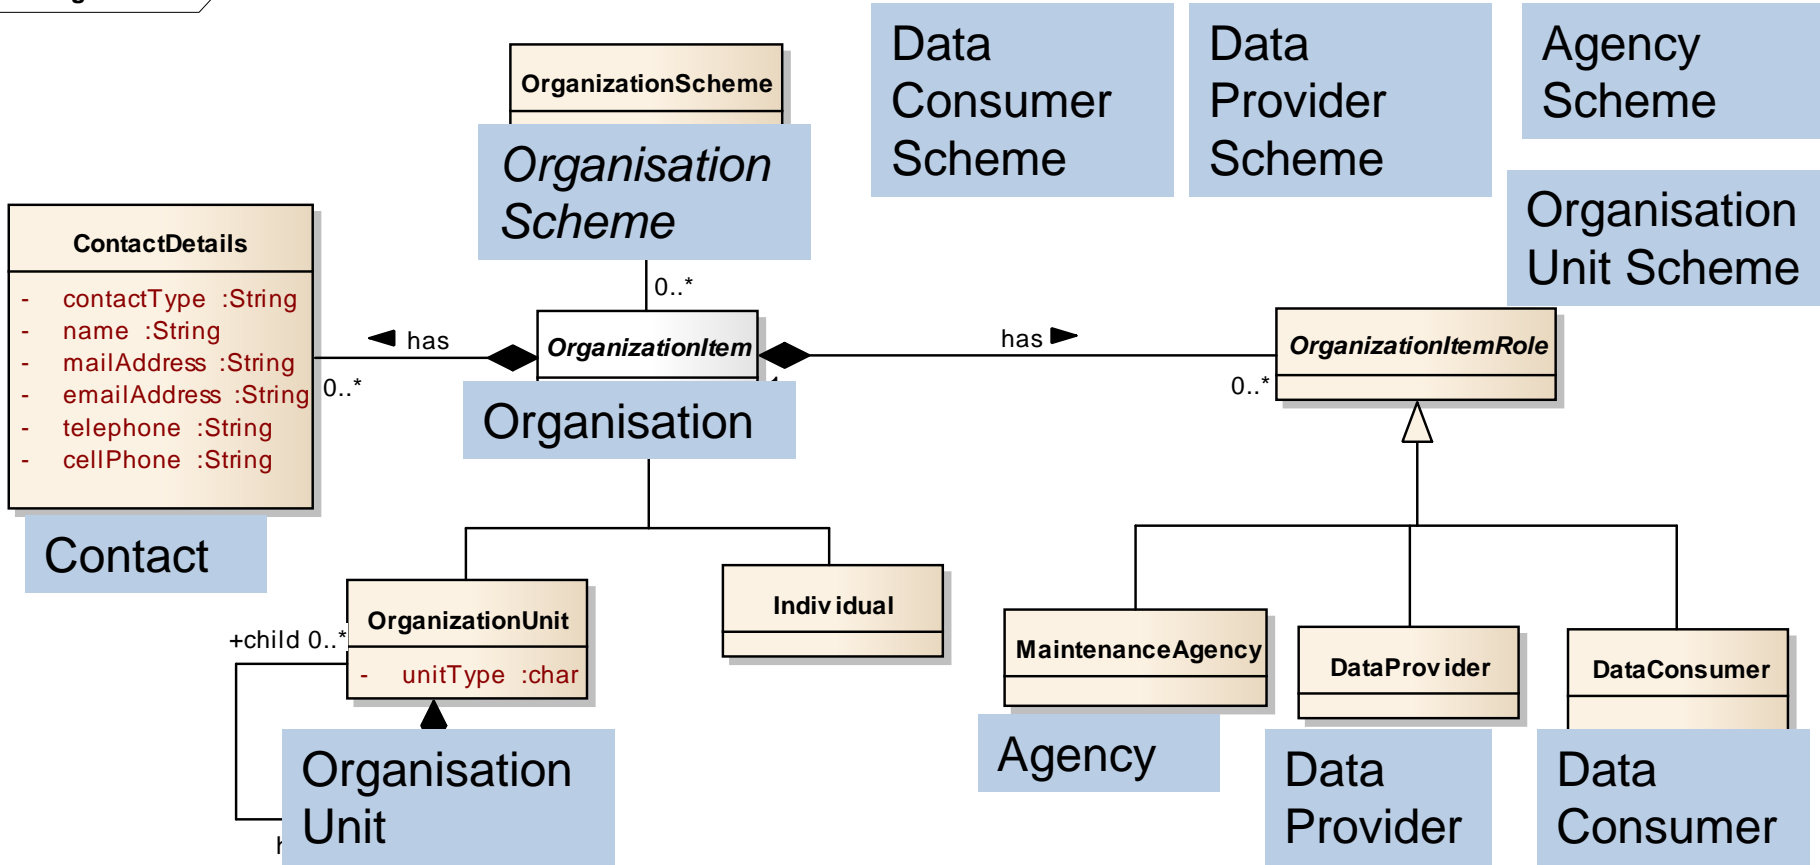 Data
Consumer
Scheme
Data
Provider
Scheme
Agency
Scheme
OrganizationScheme
Organisation
Scheme
Organisation
Unit Scheme
ContactDetails
- contactType :String
- name :String
- mailAddress :String
- emailAddress :String
- telephone :String
- cellPhone :String
Contact
0..*
has
0..*
OrganizationItem
Organisation
has
0..*
OrganizationItemRole
+child 0..*
OrganizationUnit
- unitType :char
Organisation
Unit
Individual
MaintenanceAgency
Agency
DataProvider
Data
Provider
DataConsumer
Data
Consumer